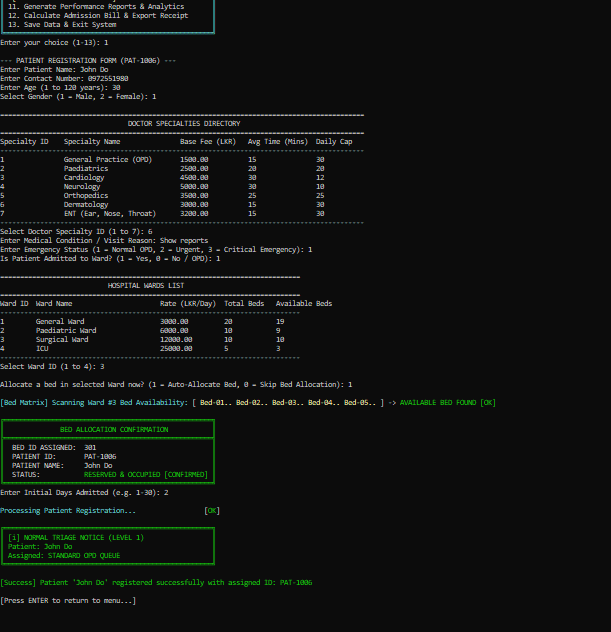 11. Generate Performance Reports & Analytics
12. Calculate Admission Bill & Export Receipt
13. Save Data & Exit System
Enter your choice (1-13): 1
--- PATIENT REGISTRATION FORM (PAT-1006) ---
Enter Patient Name: John Do
Enter Contact Number: 0972551980
Enter Age (1 to 120 years): 30
Select Gender (1 = Male, 2 = Female): 1
DOCTOR SPECIALTIES DIRECTORY
Specialty ID Specialty Name Base Fee (LKR) Avg Time (Mins) Daily Cap
1 General Practice (OPD) 1500.00 15 30
2 Paediatrics 2500.00 20 20
3 Cardiology 4500.00 30 12
4 Neurology 5000.00 30 10
5 Orthopedics 3500.00 25 25
6 Dermatology 3000.00 15 30
7 ENT (Ear, Nose, Throat) 3200.00 15 30
Select Doctor Specialty ID (1 to 7): 6
Enter Medical Condition / Visit Reason: Show reports
Enter Emergency Status (1 = Normal OPD, 2 = Urgent, 3 = Critical Emergency): 1
Is Patient Admitted to Ward? (1 = Yes, 0 = No / OPD): 1
HOSPITAL WARDS LIST
Ward ID Ward Name Rate (LKR/Day) Total Beds Available Beds
1 General Ward 3000.00 20 19
2 Paediatric Ward 6000.00 10 9
3 Surgical Ward 12000.00 10 10
4 ICU 25000.00 5 3
Select Ward ID (1 to 4): 3
Allocate a bed in selected Ward now? (1 = Auto-Allocate Bed, 0 = Skip Bed Allocation): 1
[Bed Matrix] Scanning Ward #3 Bed Availability: [ Bed-01.. Bed-02.. Bed-03.. Bed-04.. Bed-05.. ] -> AVAILABLE BED FOUND [OK]
BED ALLOCATION CONFIRMATION
BED ID ASSIGNED: 301
PATIENT ID: PAT-1006
PATIENT NAME: John Do
STATUS: RESERVED & OCCUPIED [CONFIRMED]
Enter Initial Days Admitted (e.g. 1-30): 2
Processing Patient Registration... [OK]
[i] NORMAL TRIAGE NOTICE (LEVEL 1)
Patient: John Do
Assigned: STANDARD OPD QUEUE
[Success] Patient 'John Do' registered successfully with assigned ID: PAT-1006
[Press ENTER to return to menu...]